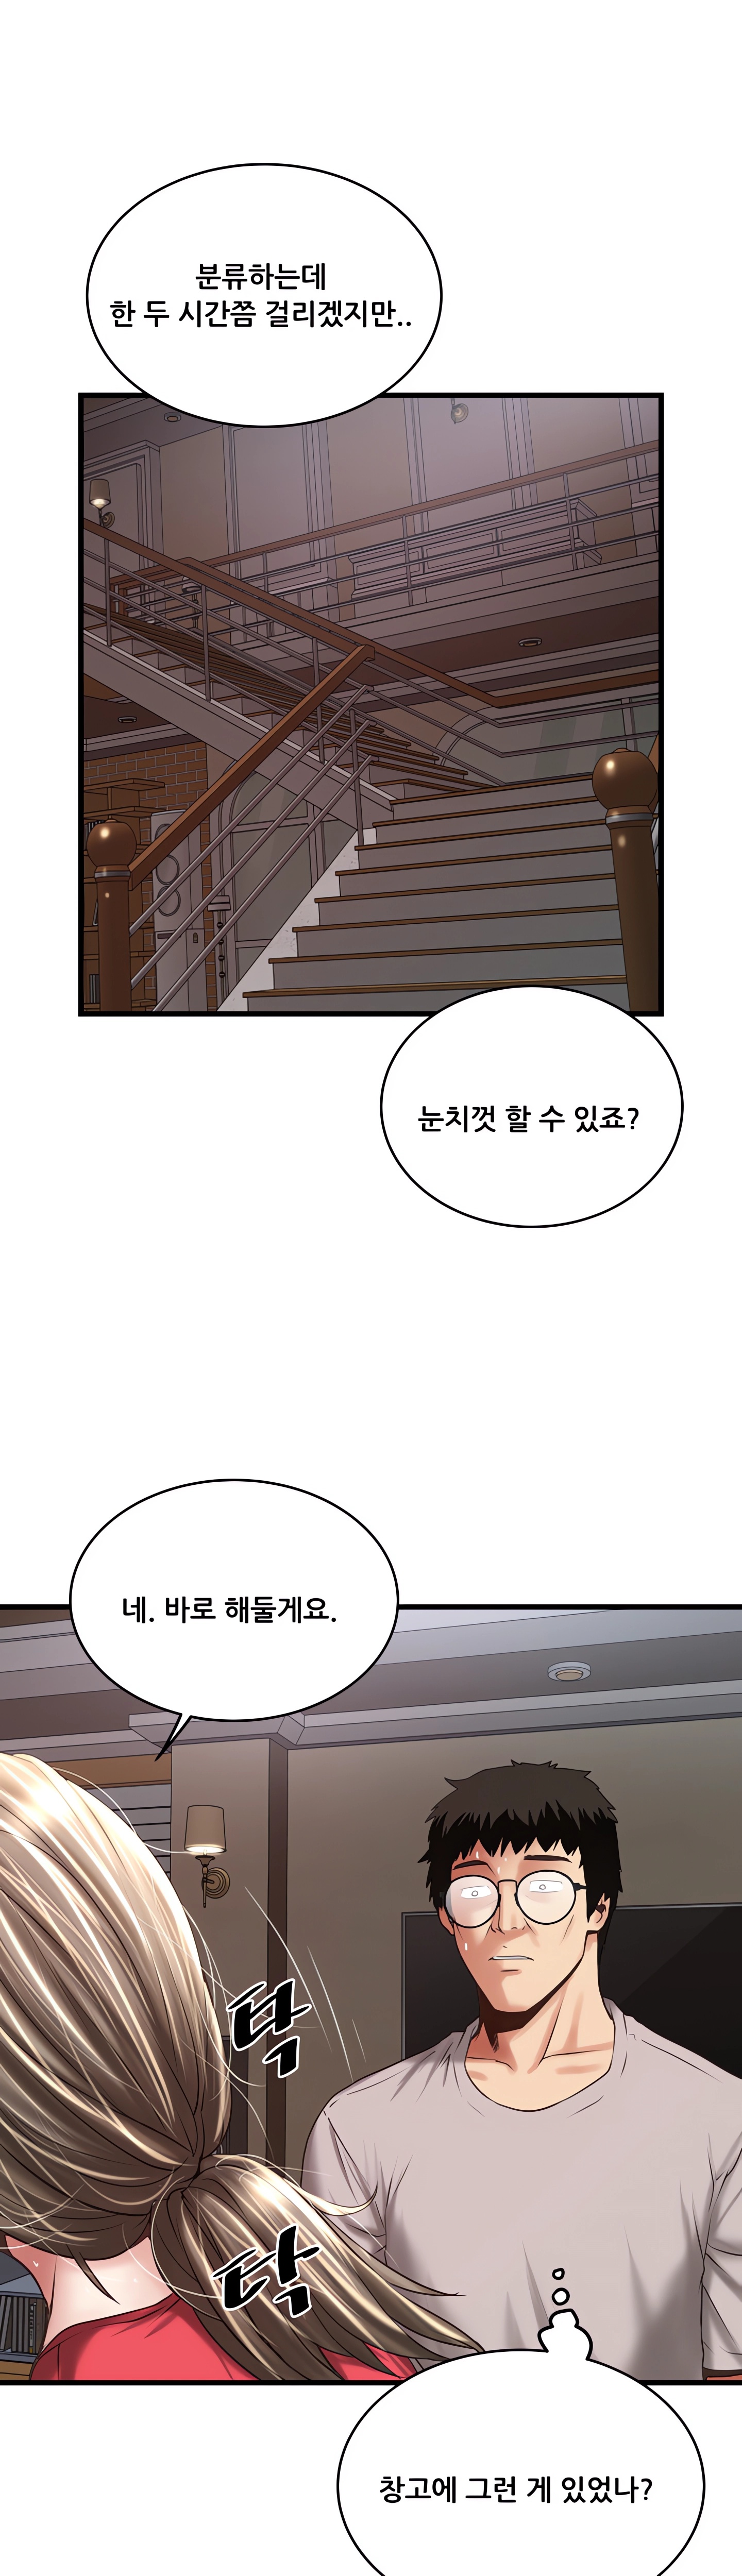 분류하는데
한 두 시간쯤 걸리겠지만..
눈치껏 할 수 있죠?
네. 바로 해둘게요.
닥
닥
창고에 그런 게 있었나?